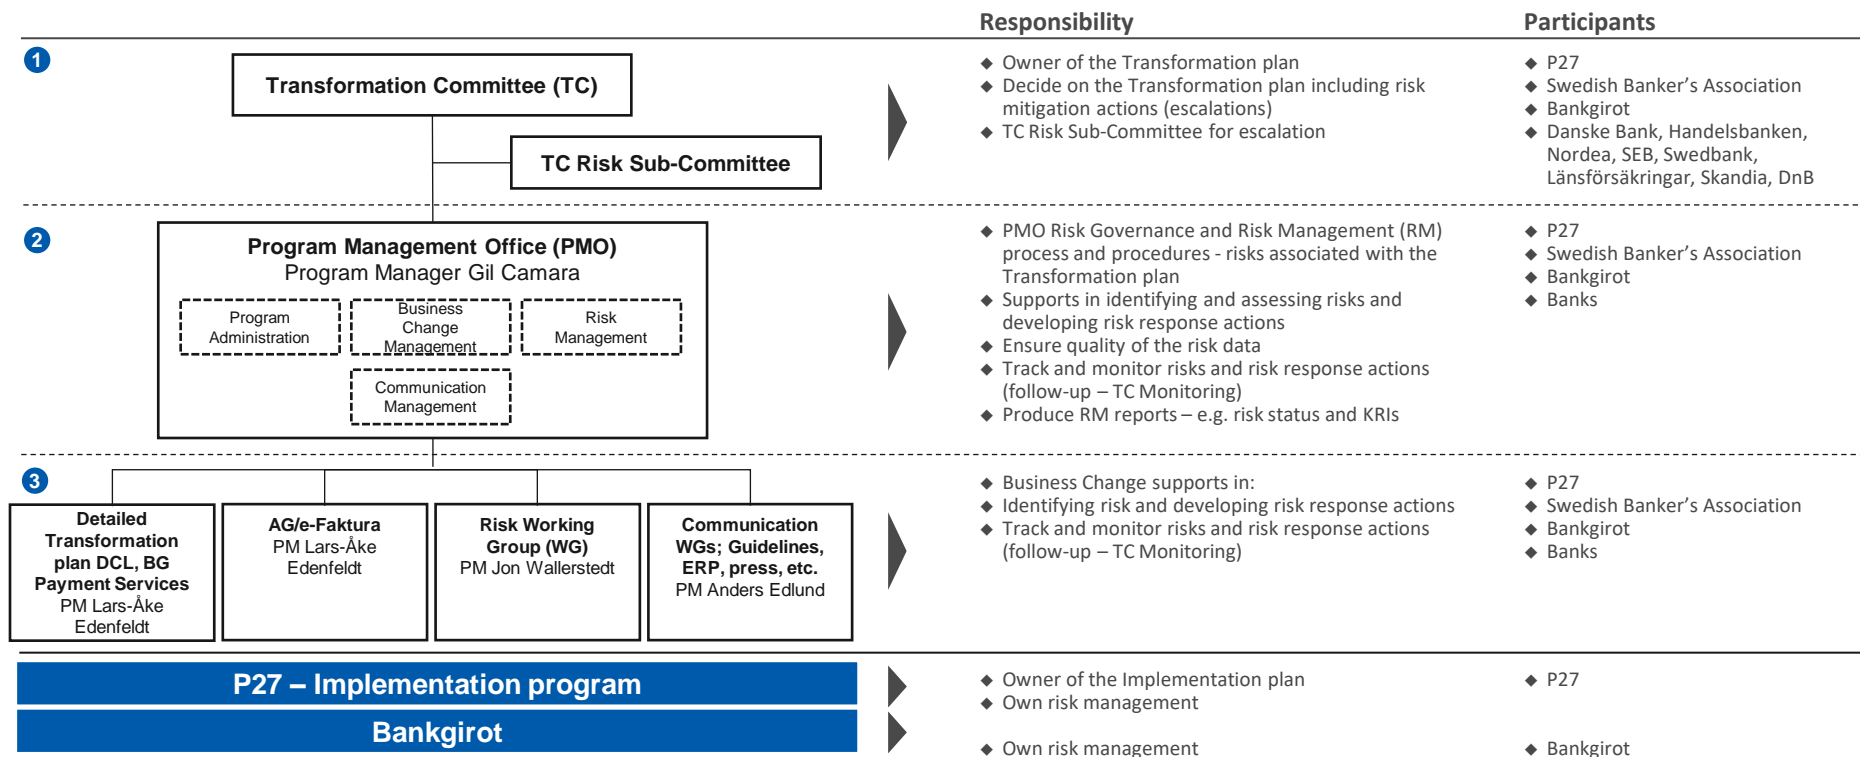 Responsibility
Participants
1
Transformation Committee (TC)
TC Risk Sub-Committee
◆ Owner of the Transformation plan
◆ Decide on the Transformation plan including risk
mitigation actions (escalations)
◆ TC Risk Sub-Committee for escalation
◆ P27
◆ Swedish Banker’s Association
◆ Bankgirot
◆ Danske Bank, Handelsbanken,
Nordea, SEB, Swedbank,
Länsförsäkringar, Skandia, DnB
2
Program Management Office (PMO)
Program Manager Gil Camara
Program
Administration
Business
Change
Management
Risk
Management
Communication
Management
◆ PMO Risk Governance and Risk Management (RM)
process and procedures - risks associated with the
Transformation plan
◆ Supports in identifying and assessing risks and
developing risk response actions
◆ Ensure quality of the risk data
◆ Track and monitor risks and risk response actions
(follow-up – TC Monitoring)
◆ Produce RM reports – e.g. risk status and KRIs
◆ P27
◆ Swedish Banker’s Association
◆ Bankgirot
◆ Banks
3
Detailed
Transformation
plan DCL, BG
Payment Services
PM Lars-Åke
Edenfeldt
AG/e-Faktura
PM Lars-Åke
Edenfeldt
Risk Working
Group (WG)
PM Jon Wallerstedt
Communication
WGs; Guidelines,
ERP, press, etc.
PM Anders Edlund
◆ Business Change supports in:
◆ Identifying risk and developing risk response actions
◆ Track and monitor risks and risk response actions
(follow-up – TC Monitoring)
◆ P27
◆ Swedish Banker’s Association
◆ Bankgirot
◆ Banks
P27 – Implementation program
◆ Owner of the Implementation plan
◆ Own risk management
◆ P27
Bankgirot
◆ Own risk management
◆ Bankgirot